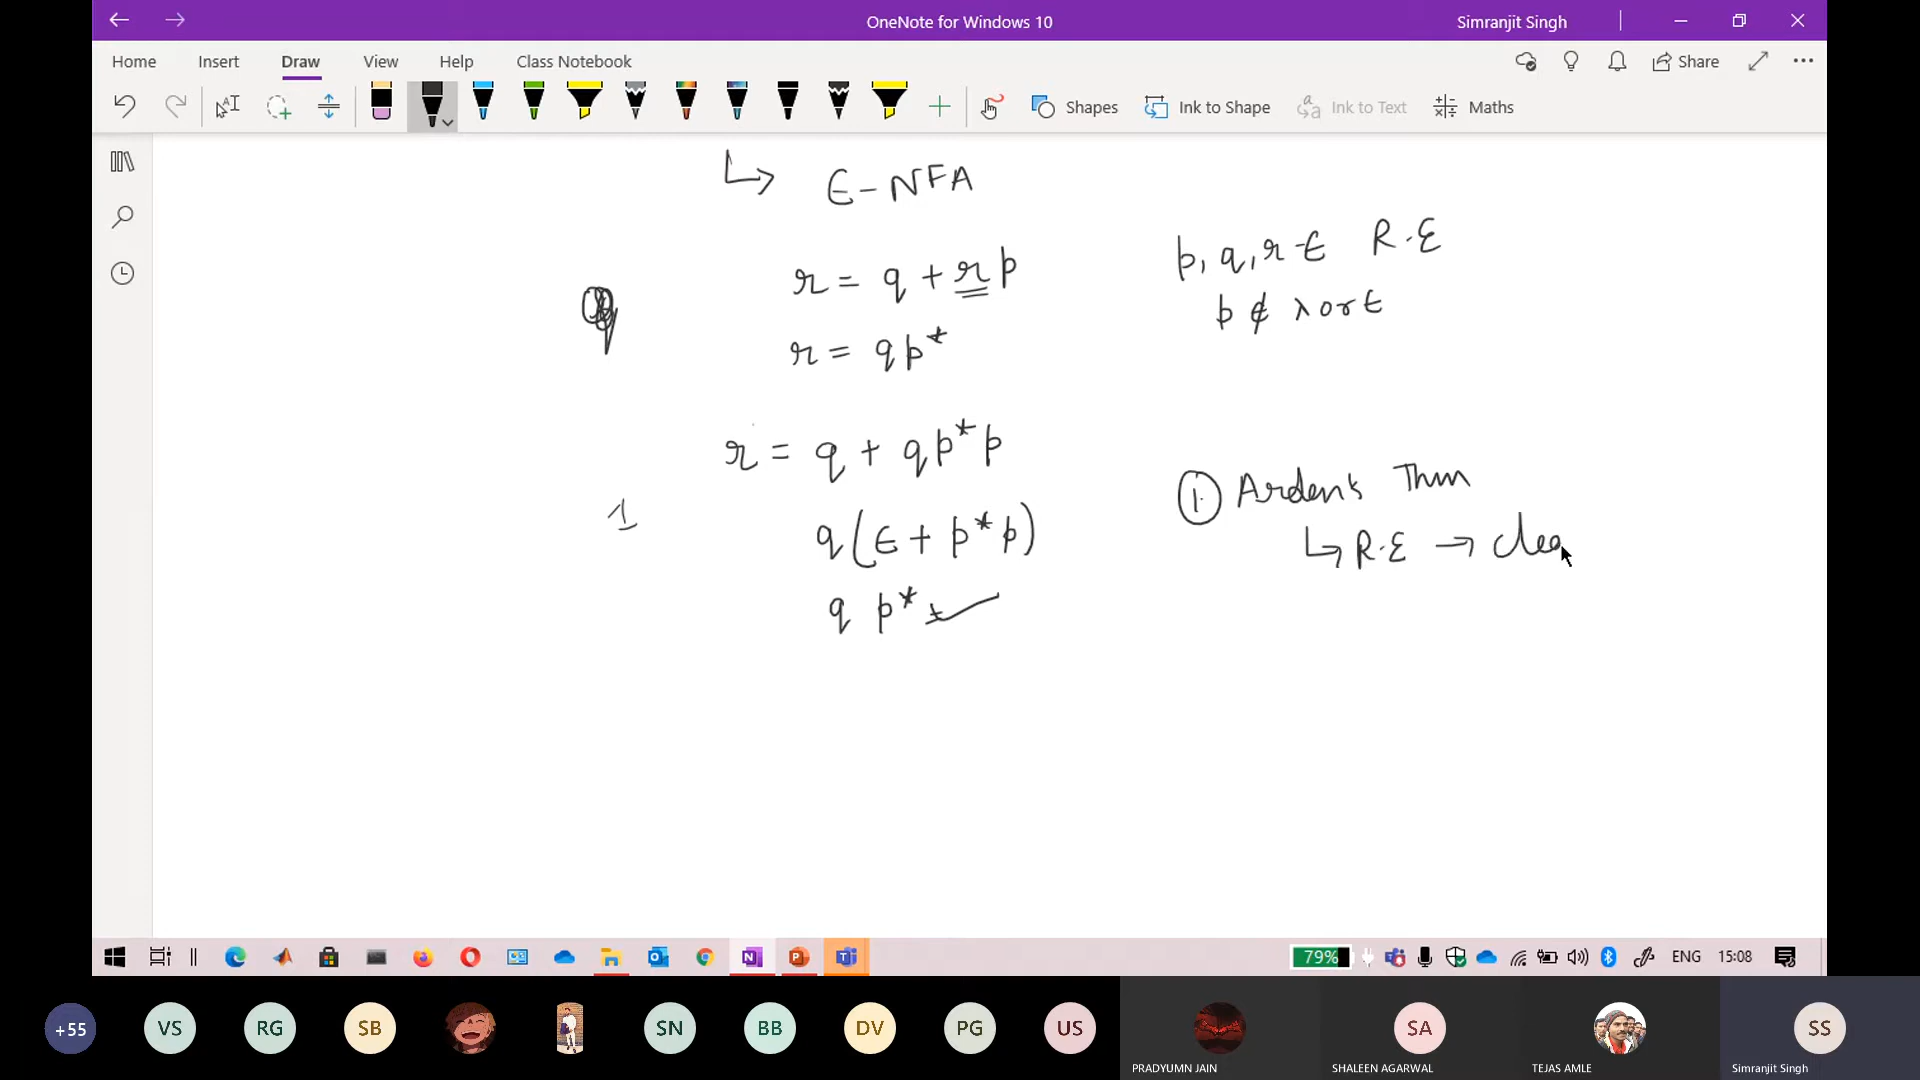 OneNote for Windows 10
Simranjit Singh
Home Insert Draw View Help Class Notebook
Share
Shapes Ink to Shape Ink to Text Maths
↳ ϵ-NFA
r = q + rp
p, q, r ∈ R.E
p ∉ λ or ϵ
q
r = qp*
r = q + qp*p
1 Arden's Thm
1
q(ϵ + p*p)
↳ R.E → clea
q p*
79%
ENG 15:08
+55 VS RG SB SN BB DV PG US SA SS
PRADYUMN JAIN SHALEEN AGARWAL TEJAS AMLE Simranjit Singh